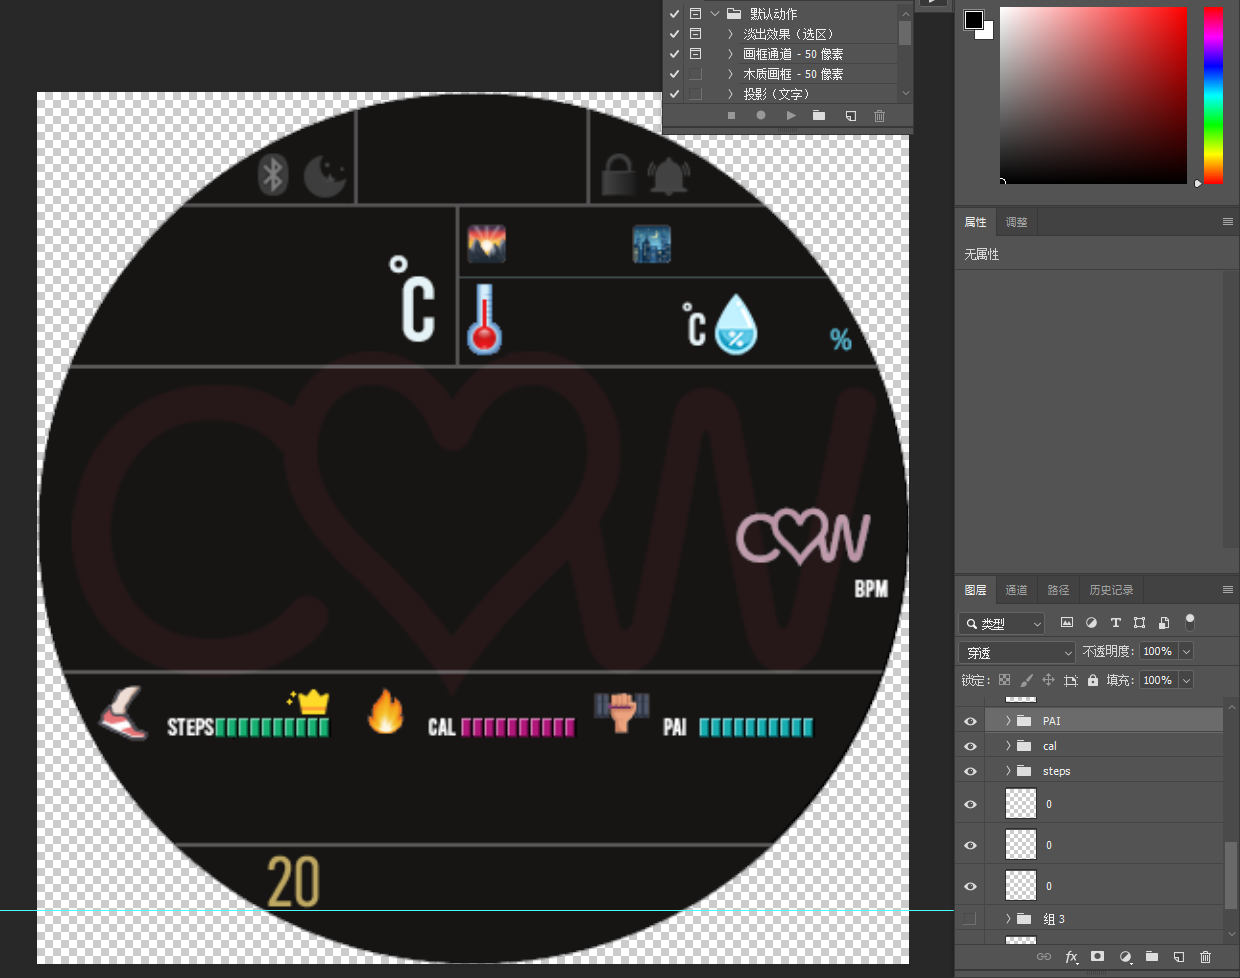 默认动作
淡出效果（选区）
画框通道 - 50 像素
木质画框 - 50 像素
投影（文字）
属性
调整
无属性
°C
°C
%
CW
BPM
STEPS
CAL
PAI
20
图层
通道
路径
历史记录
类型
穿透
不透明度:
100%
锁定:
填充:
100%
PAI
cal
steps
0
0
0
组 3
fx